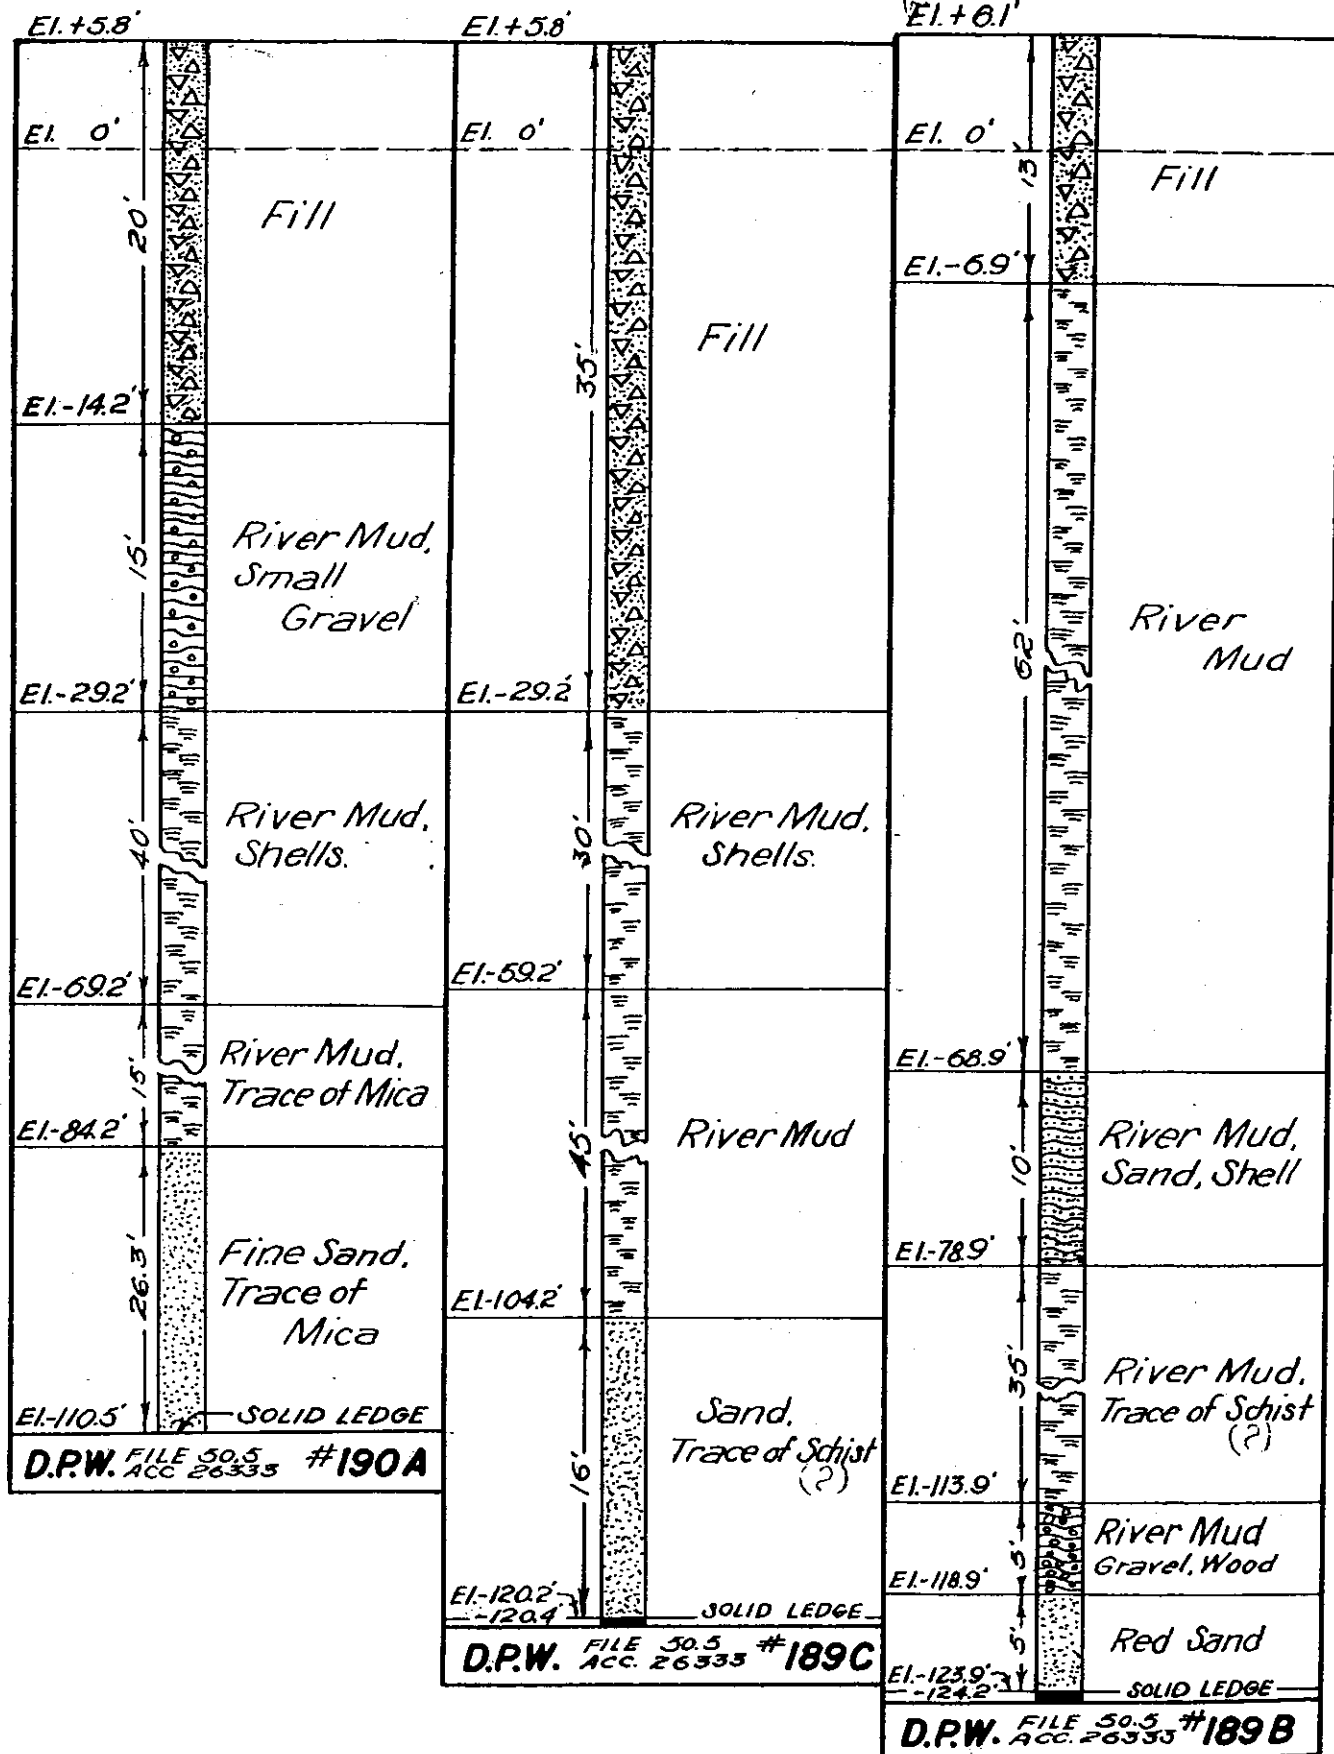 El. +5.8'
El. 0'
20'
Fill
El. -14.2'
15'
River Mud,
Small
Gravel
El. -29.2'
40'
River Mud,
Shells.
El. -69.2'
15'
River Mud,
Trace of Mica
El. -84.2'
26.3'
Fine Sand,
Trace of
Mica
El. -110.5'
SOLID LEDGE
D.P.W. FILE 50.5 #190A
ACC 26333
El. +5.8'
El. 0'
35'
Fill
El. -29.2'
30'
River Mud,
Shells.
El. -59.2'
45'
River Mud
El. -104.2'
16'
Sand,
Trace of Schist
(?)
El. -120.2'
-120.4'
SOLID LEDGE
D.P.W. FILE 50.5 #189C
ACC. 26333
El. +6.1'
El. 0'
13'
Fill
El. -6.9'
62'
River
Mud
El. -68.9'
10'
River Mud,
Sand, Shell
El. -78.9'
35'
River Mud,
Trace of Schist
(?)
El. -113.9'
5'
River Mud
Gravel, Wood
El. -118.9'
5'
Red Sand
El. -123.9'
-124.2'
SOLID LEDGE
D.P.W. FILE 50.5 #189B
ACC. 26333